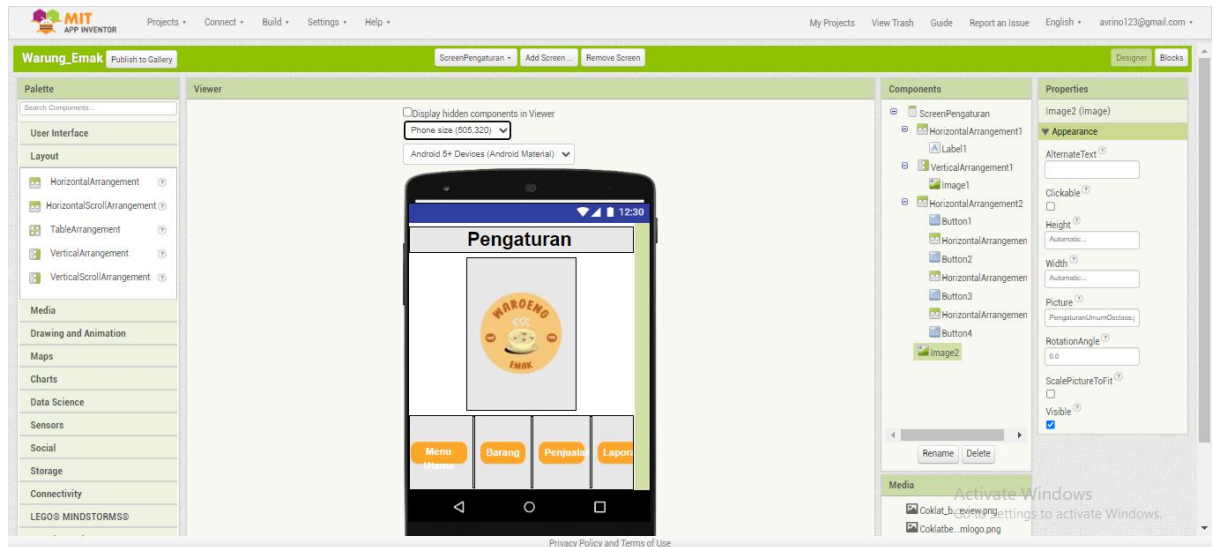 MIT
APP INVENTOR
Projects
Connect
Build
Settings
Help
My Projects
View Trash
Guide
Report an Issue
English
avrino123@gmail.com
Warung_Emak
Publish to Gallery
ScreenPengaturan
Add Screen ...
Remove Screen
Designer
Blocks
Palette
Search Components...
User Interface
Layout
HorizontalArrangement
HorizontalScrollArrangement
TableArrangement
VerticalArrangement
VerticalScrollArrangement
Media
Drawing and Animation
Maps
Charts
Data Science
Sensors
Social
Storage
Connectivity
LEGO® MINDSTORMS®
Viewer
Display hidden components in Viewer
Phone size (505,320)
Android 5+ Devices (Android Material)
12:30
Pengaturan
WAROENG
EMAK
Menu
Utama
Barang
Penjuala
Lapora
Components
ScreenPengaturan
HorizontalArrangement1
Label1
VerticalArrangement1
Image1
HorizontalArrangement2
Button1
HorizontalArrangemen
Button2
HorizontalArrangemen
Button3
HorizontalArrangemen
Button4
Image2
Rename
Delete
Media
Coklat_b...eview.png
Coklatbe...mlogo.png
Properties
Image2 (Image)
Appearance
AlternateText
Clickable
Height
Automatic...
Width
Automatic...
Picture
PengaturanUmumOsclass.j
RotationAngle
0.0
ScalePictureToFit
Visible
Activate Windows
Go to Settings to activate Windows.
Privacy Policy and Terms of Use